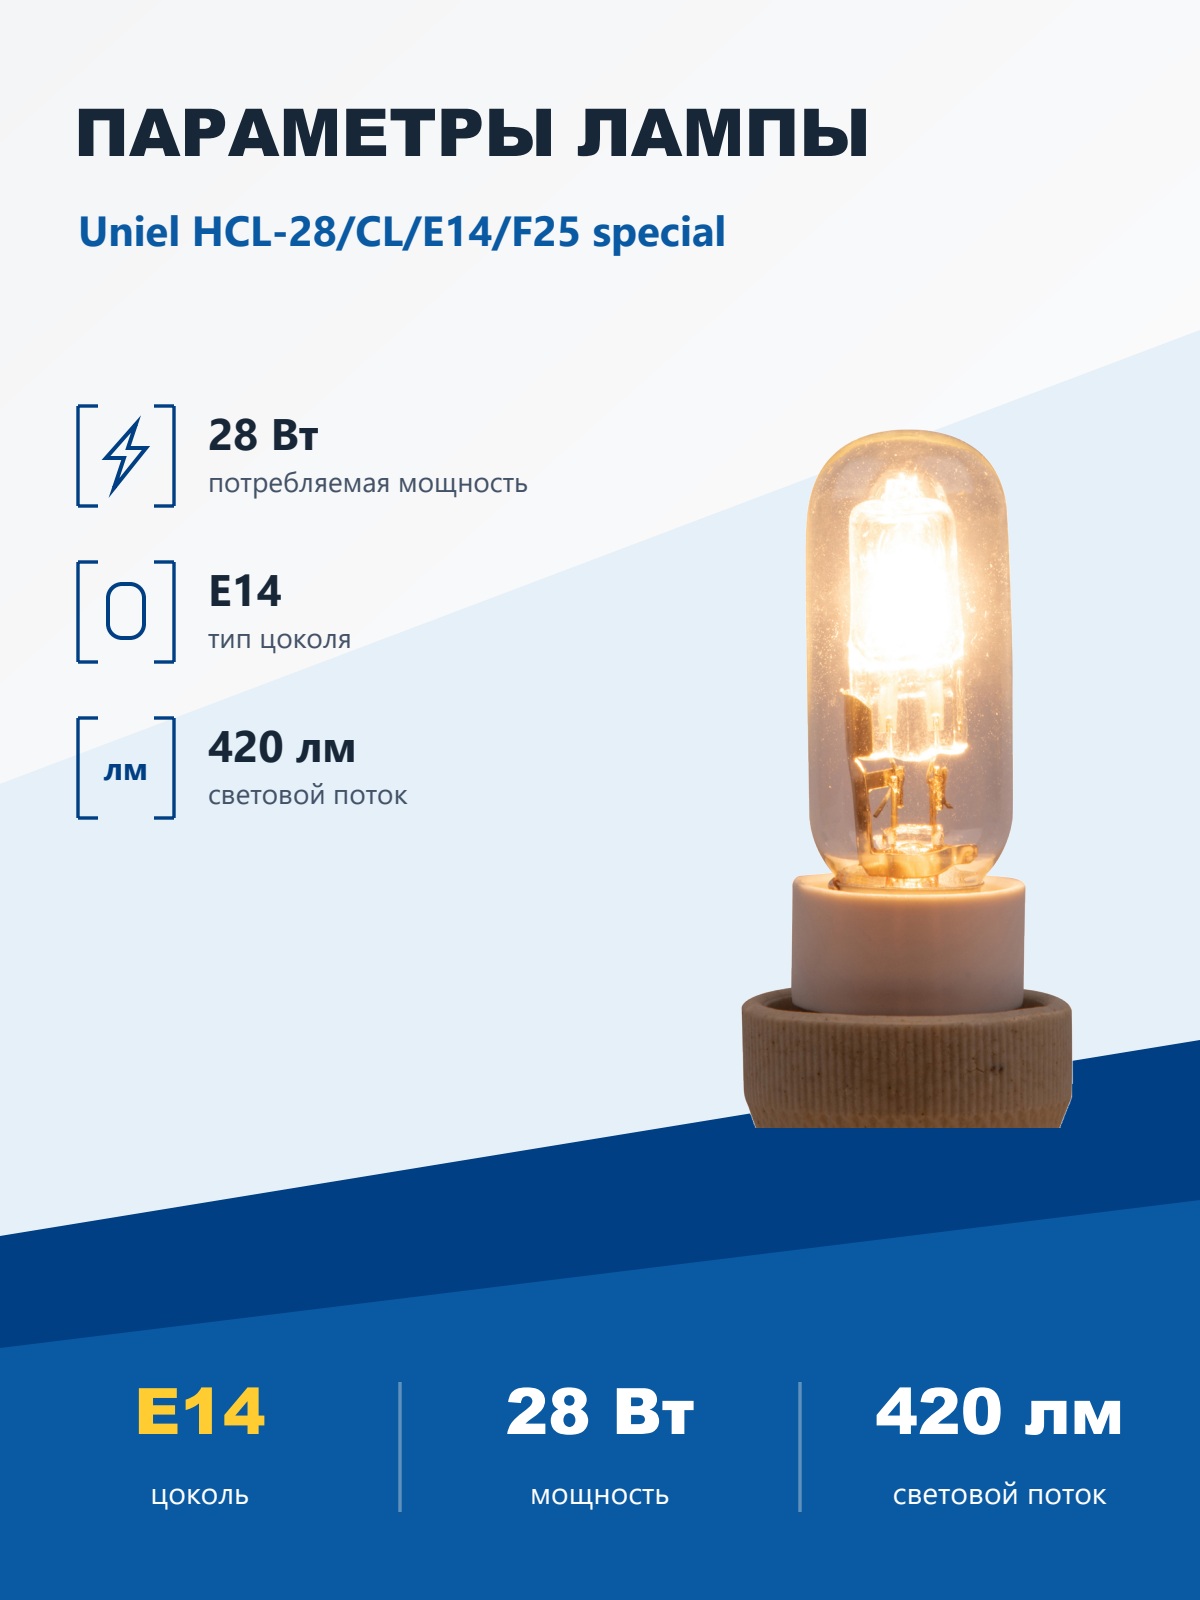 ПАРАМЕТРЫ ЛАМПЫ
Uniel HCL-28/CL/E14/F25 special
28 Вт
потребляемая мощность
E14
тип цоколя
лм
420 лм
световой поток
E14
цоколь
28 Вт
мощность
420 лм
световой поток